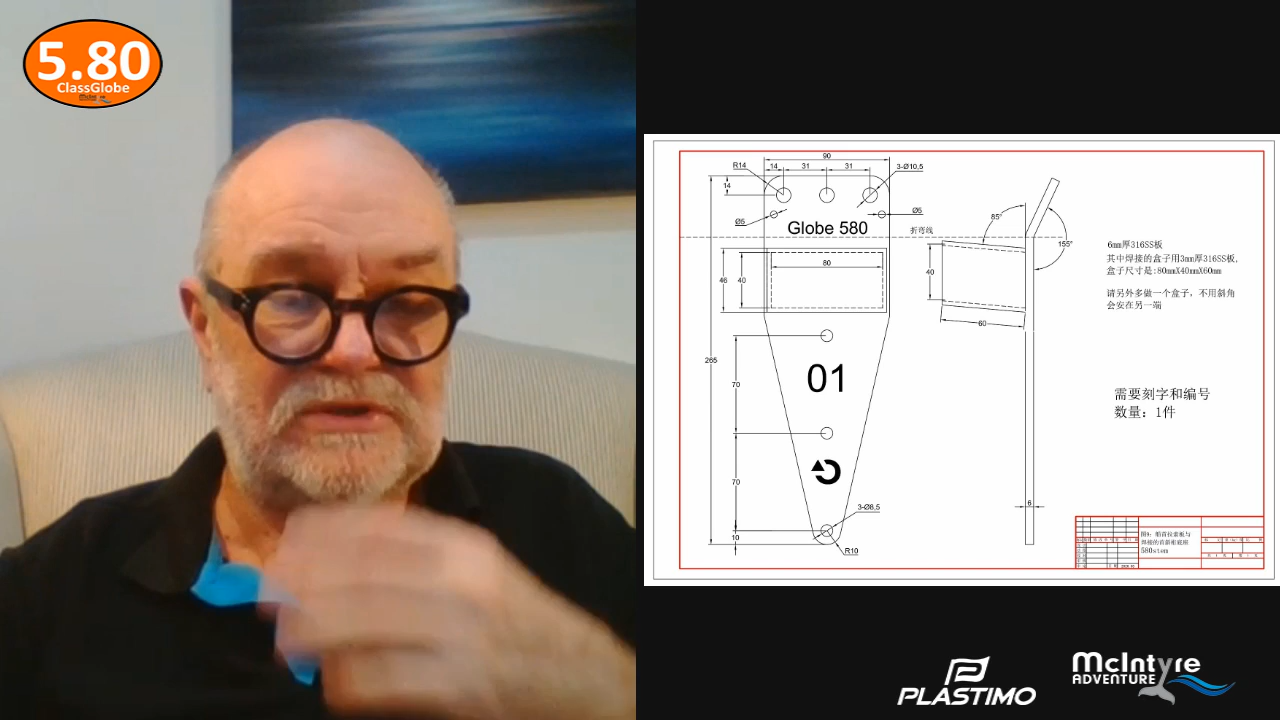 5.80
ClassGlobe
90
R14
14
31
31
3-Ø10,5
14
Ø5
Ø5
Globe 580
折弯线
85°
155°
80
46
40
40
60
265
70
01
70
3-Ø8,5
10
R10
6
6mm厚316SS板
其中焊接的盒子用3mm厚316SS板,
盒子尺寸是:80mmX40mmX60mm
请另外多做一个盒子，不用斜角
会安在另一端
需要刻字和编号
数量：1件
580stem
PLASTIMO
McIntyre
ADVENTURE